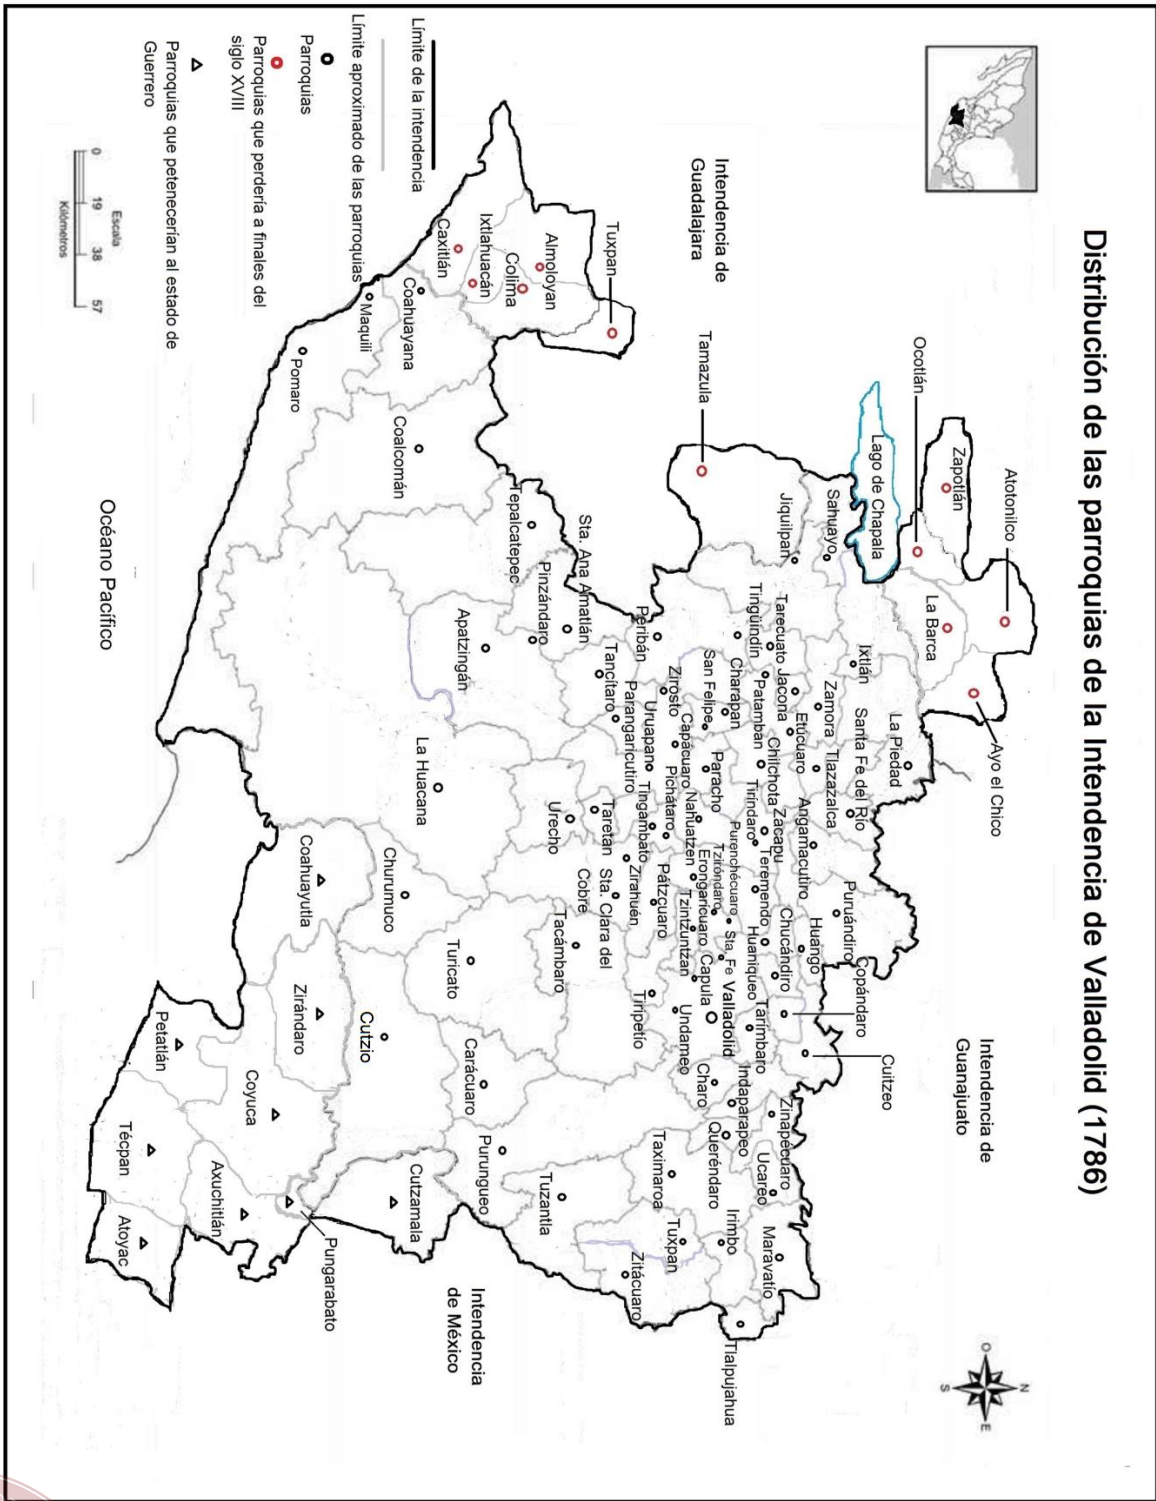 Distribución de las parroquias de la Intendencia de Valladolid (1786)
Intendencia de
Guadalajara
Intendencia de
Guanajuato
Intendencia
de México
Océano Pacífico
Lago de Chapala
Atotonilco
Zapotlán
Ocotlán
La Barca
Ayo el Chico
Tamazula
Tuxpan
Almoloyan
Colima
Ixtlahuacán
Caxitlán
Coahuayana
Maquili
Pomaro
Coalcomán
Tepalcatepec
Sta. Ana Amatlán
Pinzándaro
Apatzingán
La Huacana
Sahuayo
Jiquilpan
Ixtlán
La Piedad
Santa Fe del Río
Zamora
Tlazazalca
Jacona
Etúcuaro
Tarecuato
Tingüindín
Patamban
Chilchota
Charapan
San Felipe
Peribán
Zirosto
Capácuaro
Paracho
Uruapan
Parangaricutiro
Tancítaro
Pichátaro
Tingambato
Nahuatzen
Tiríndaro
Zacapu
Angamacutiro
Puruándiro
Huango
Chucándiro
Copándaro
Cuitzeo
Teremendo
Huaniqueo
Purenchécuaro
Tziróndaro
Erongarícuaro
Sta. Fe
Tzintzuntzan
Capula
Valladolid
Tarímbaro
Pátzcuaro
Zirahuén
Sta. Clara del
Cobre
Taretan
Urecho
Tacámbaro
Tiripetío
Undameo
Charo
Indaparapeo
Queréndaro
Zinapécuaro
Ucareo
Irimbo
Maravatío
Tlalpujahua
Taximaroa
Tuxpan
Zitácuaro
Tuzantla
Purungueo
Carácuaro
Turicato
Churumuco
Cutzio
Cutzamala
Pungarabato
Coahuayutla
Zirándaro
Coyuca
Axuchitlán
Petatlán
Técpan
Atoyac
N
O
E
S
Límite de la intendencia
Límite aproximado de las parroquias
Parroquias
Parroquias que perdería a finales del
siglo XVIII
Parroquias que petenecerían al estado de
Guerrero
Escala
0 19 38 57
Kilómetros